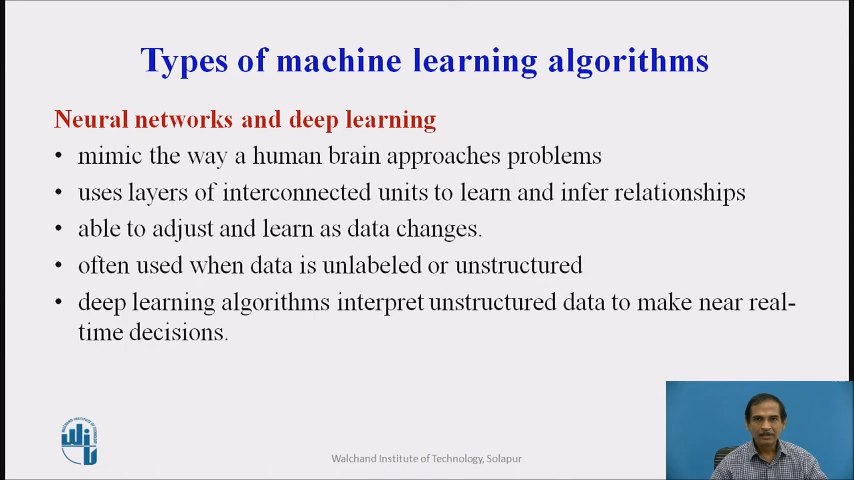 Types of machine learning algorithms
Neural networks and deep learning
• mimic the way a human brain approaches problems
• uses layers of interconnected units to learn and infer relationships
• able to adjust and learn as data changes.
• often used when data is unlabeled or unstructured
• deep learning algorithms interpret unstructured data to make near real-
time decisions.
Walchand Institute of Technology, Solapur